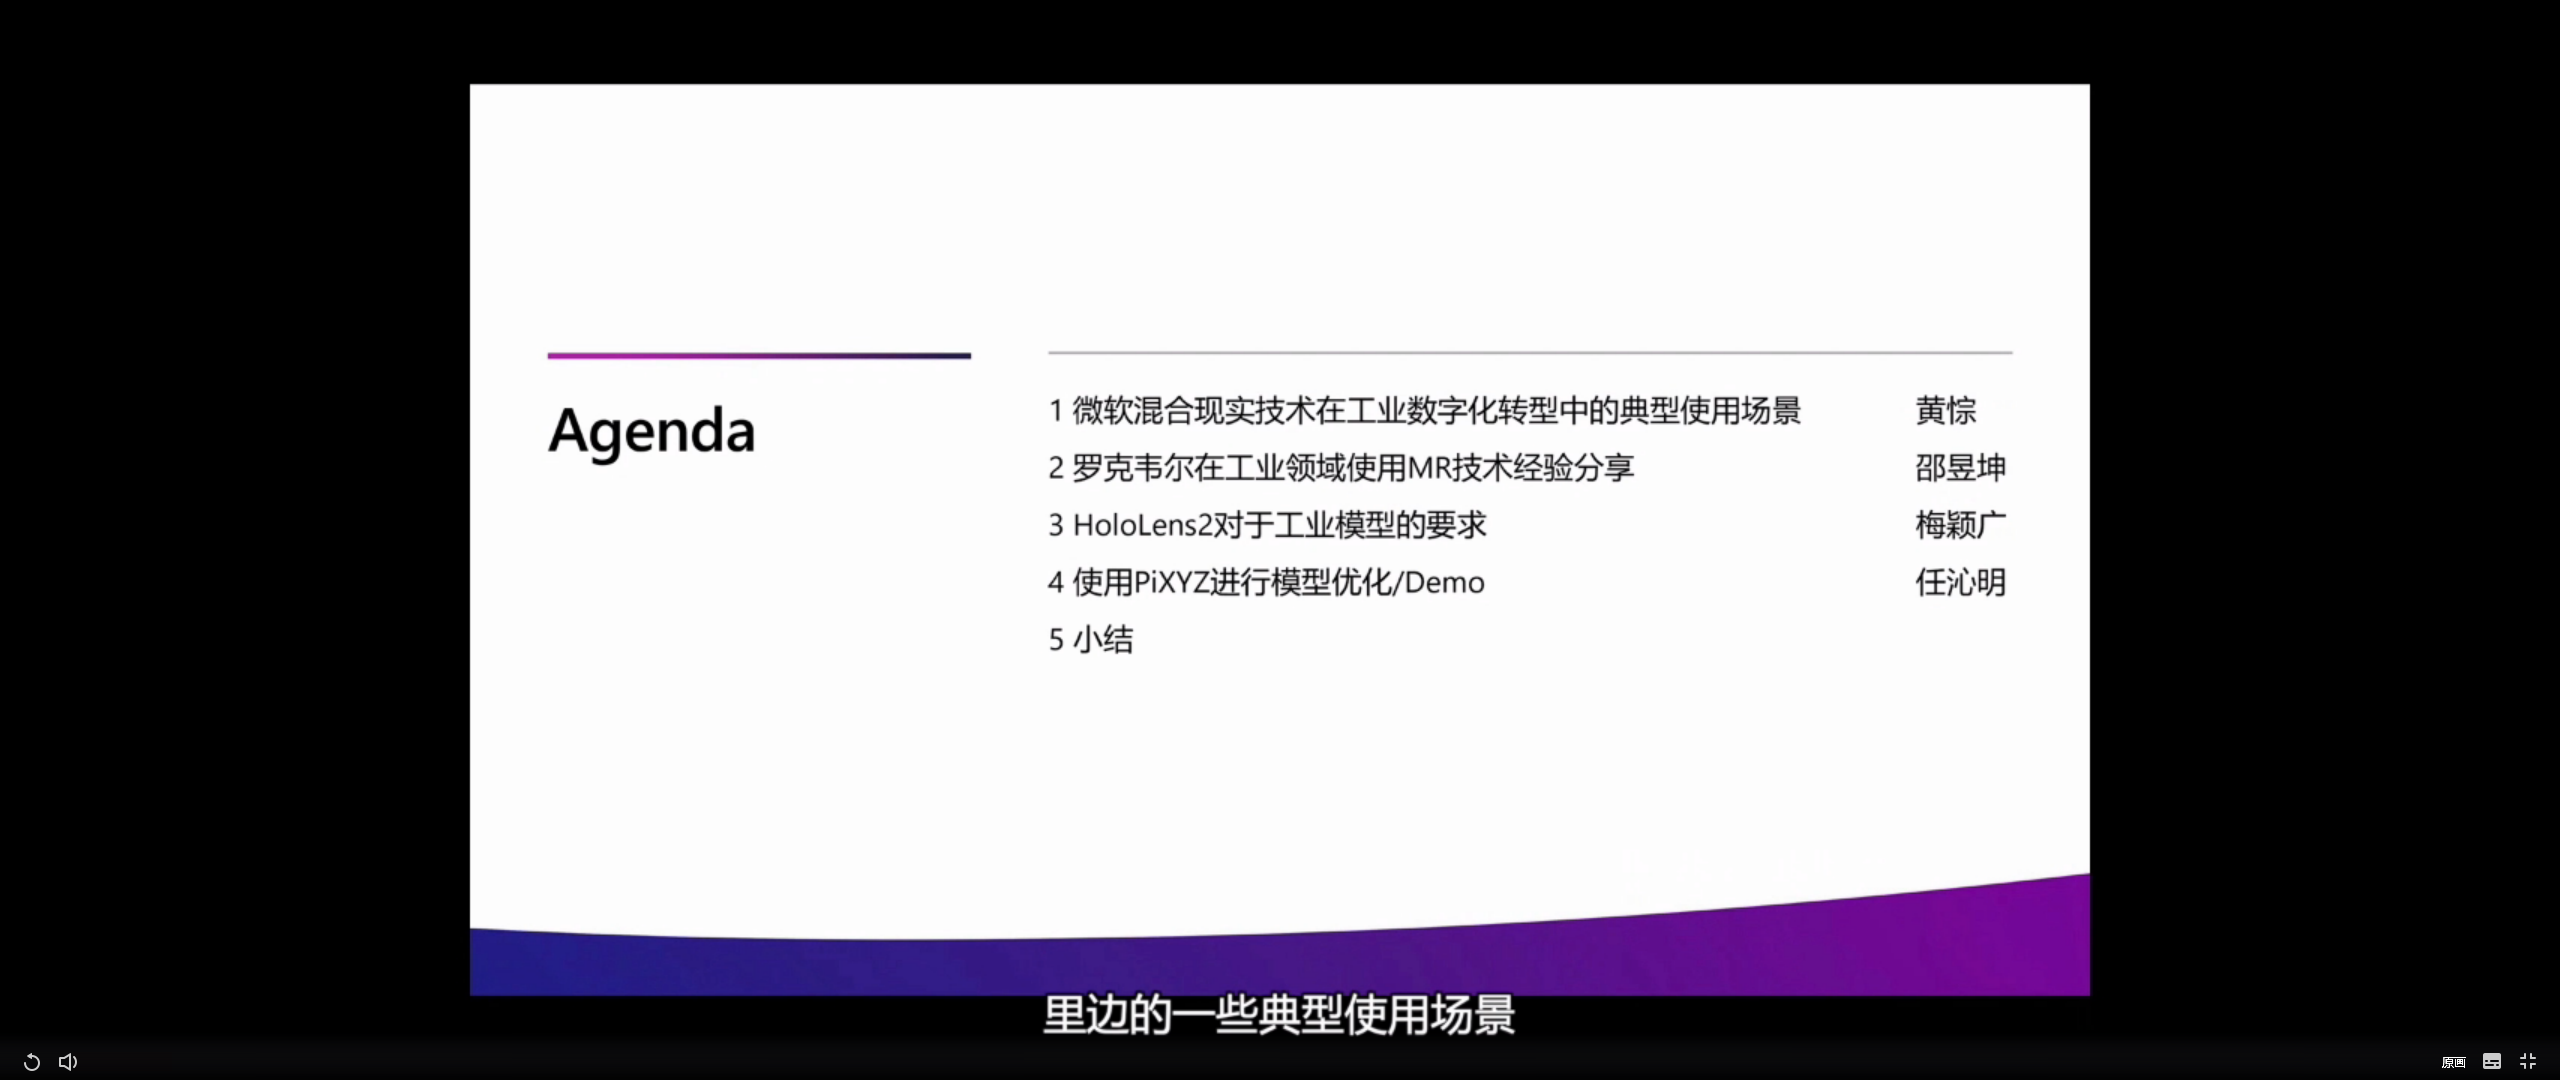 Agenda
1 微软混合现实技术在工业数字化转型中的典型使用场景 黄悰
2 罗克韦尔在工业领域使用MR技术经验分享 邵昱坤
3 HoloLens2对于工业模型的要求 梅颖广
4 使用PiXYZ进行模型优化/Demo 任沁明
5 小结
里边的一些典型使用场景
原画